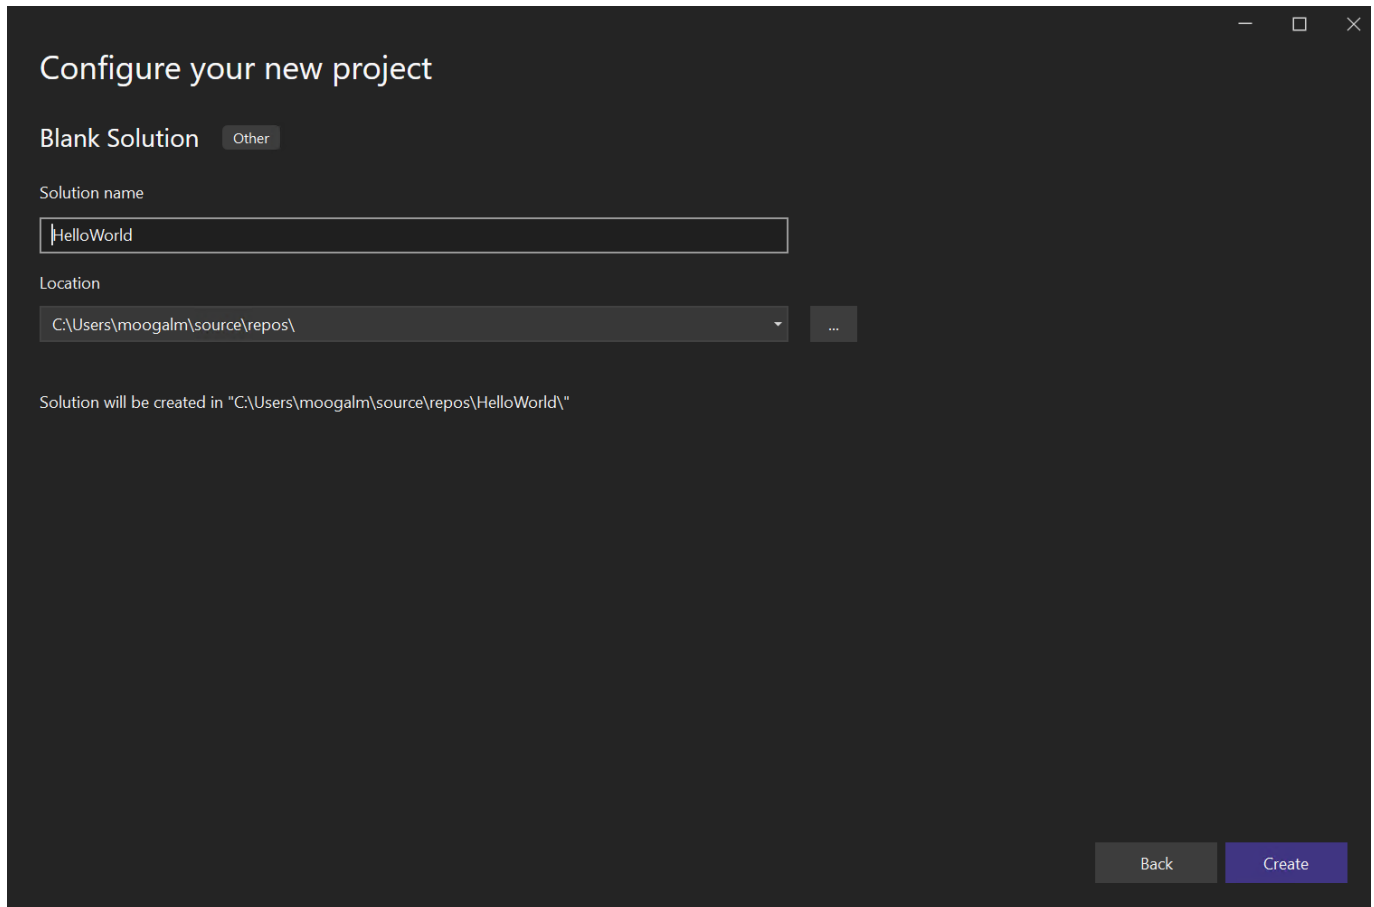 Configure your new project
Blank Solution Other
Solution name
HelloWorld
Location
C:\Users\moogalm\source\repos\ ...
Solution will be created in "C:\Users\moogalm\source\repos\HelloWorld\"
Back Create